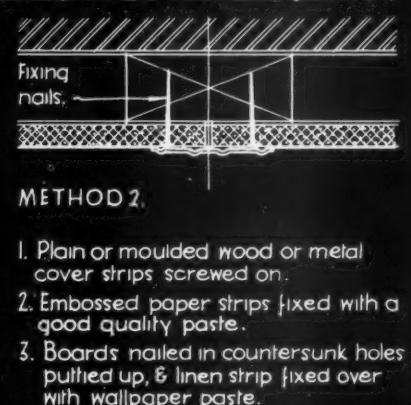 Fixing
nails.
METHOD 2.
1. Plain or moulded wood or metal
cover strips screwed on.
2. Embossed paper strips fixed with a
good quality paste.
3. Boards nailed in countersunk holes
puttied up, & linen strip fixed over
with wallpaper paste.